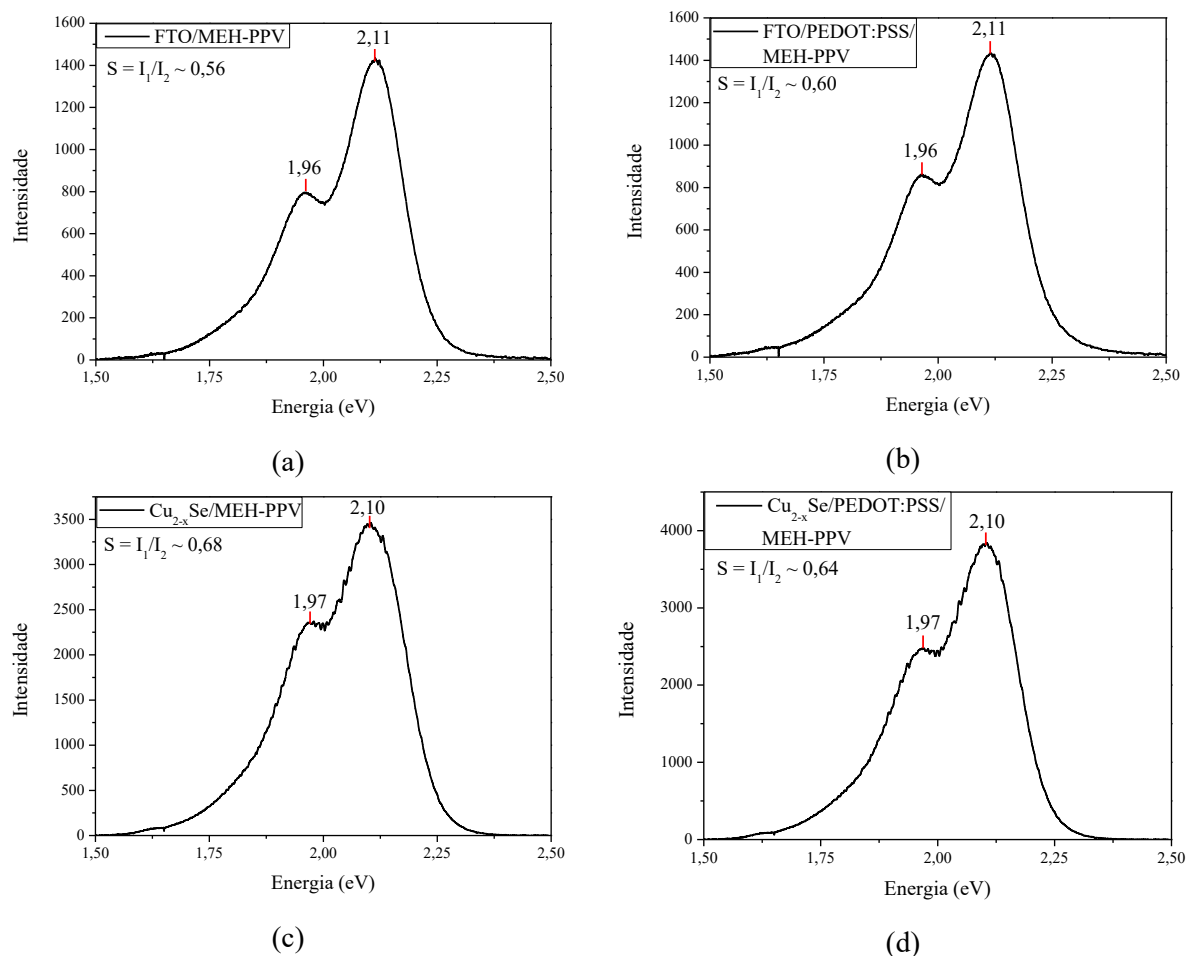 FTO/MEH-PPV
S = I₁/I₂ ~ 0,56
2,11
1,96
1600
1400
1200
1000
800
600
400
200
0
Intensidade
1,50 1,75 2,00 2,25 2,50
Energia (eV)
(a)
FTO/PEDOT:PSS/
MEH-PPV
S = I₁/I₂ ~ 0,60
2,11
1,96
1600
1400
1200
1000
800
600
400
200
0
Intensidade
1,50 1,75 2,00 2,25 2,50
Energia (eV)
(b)
Cu₂₋ₓSe/MEH-PPV
S = I₁/I₂ ~ 0,68
2,10
1,97
3500
3000
2500
2000
1500
1000
500
0
Intensidade
1,50 1,75 2,00 2,25 2,50
Energia (eV)
(c)
Cu₂₋ₓSe/PEDOT:PSS/
MEH-PPV
S = I₁/I₂ ~ 0,64
2,10
1,97
4000
3000
2000
1000
0
Intensidade
1,50 1,75 2,00 2,25 2,50
Energia (eV)
(d)